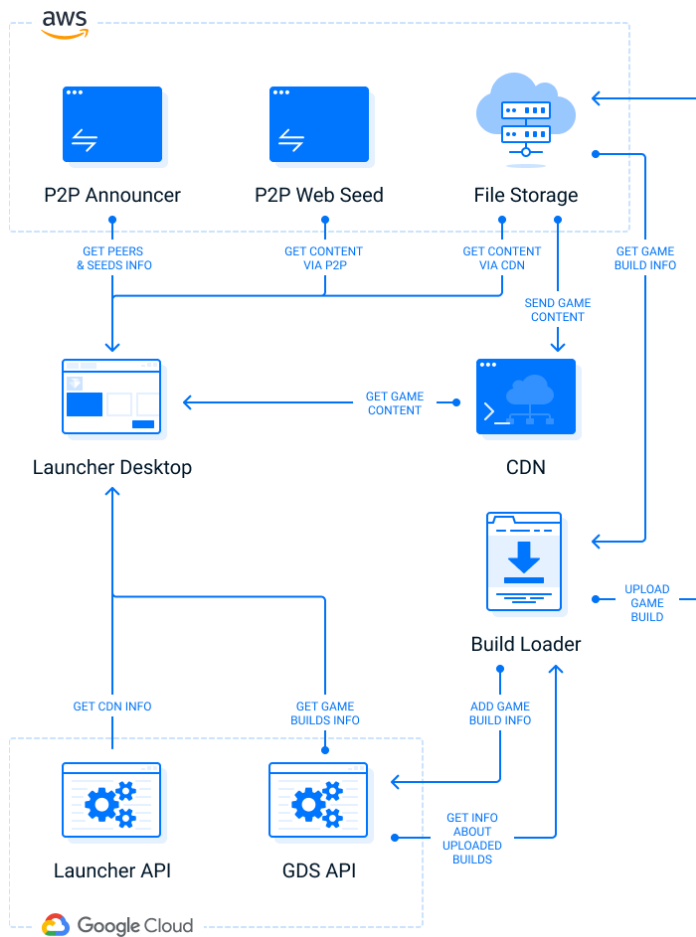 aws
P2P Announcer
P2P Web Seed
File Storage
GET PEERS
& SEEDS INFO
GET CONTENT
VIA P2P
GET CONTENT
VIA CDN
GET GAME
BUILD INFO
SEND GAME
CONTENT
GET GAME
CONTENT
Launcher Desktop
CDN
UPLOAD
GAME
BUILD
Build Loader
GET CDN INFO
GET GAME
BUILDS INFO
ADD GAME
BUILD INFO
GET INFO
ABOUT
UPLOADED
BUILDS
Launcher API
GDS API
Google Cloud